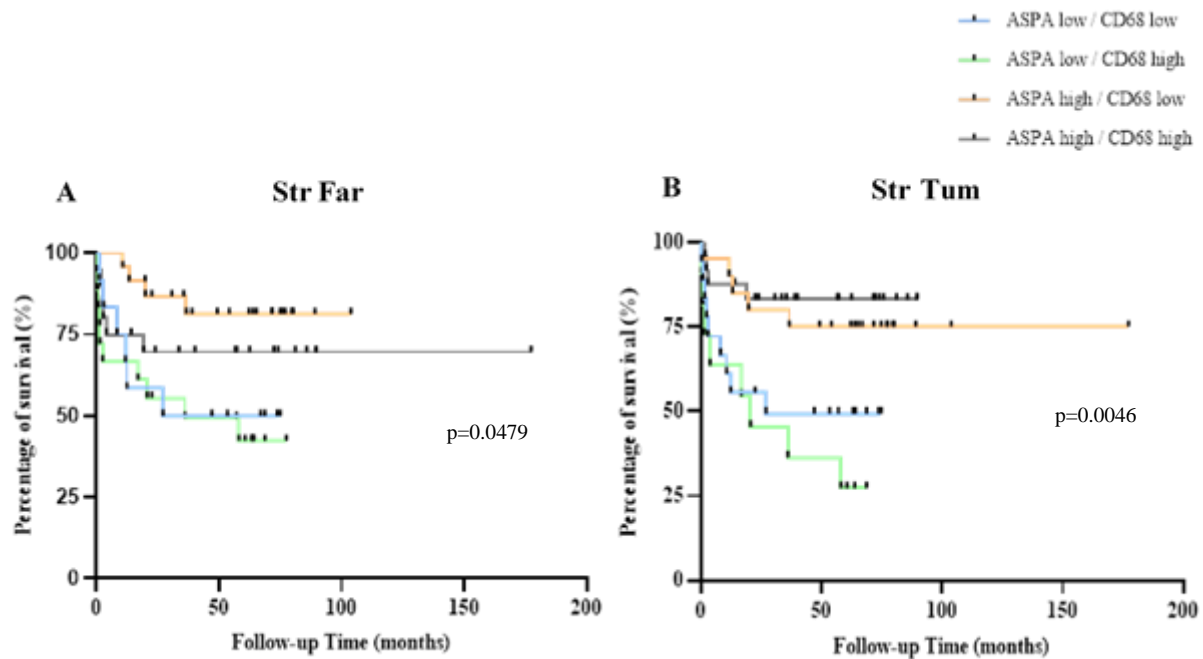 ASPA low / CD68 low
ASPA low / CD68 high
ASPA high / CD68 low
ASPA high / CD68 high
A
Str Far
100
75
50
25
0
0
50
100
150
200
Percentage of survival (%)
Follow-up Time (months)
p=0.0479
B
Str Tum
100
75
50
25
0
0
50
100
150
200
Percentage of survival (%)
Follow-up Time (months)
p=0.0046